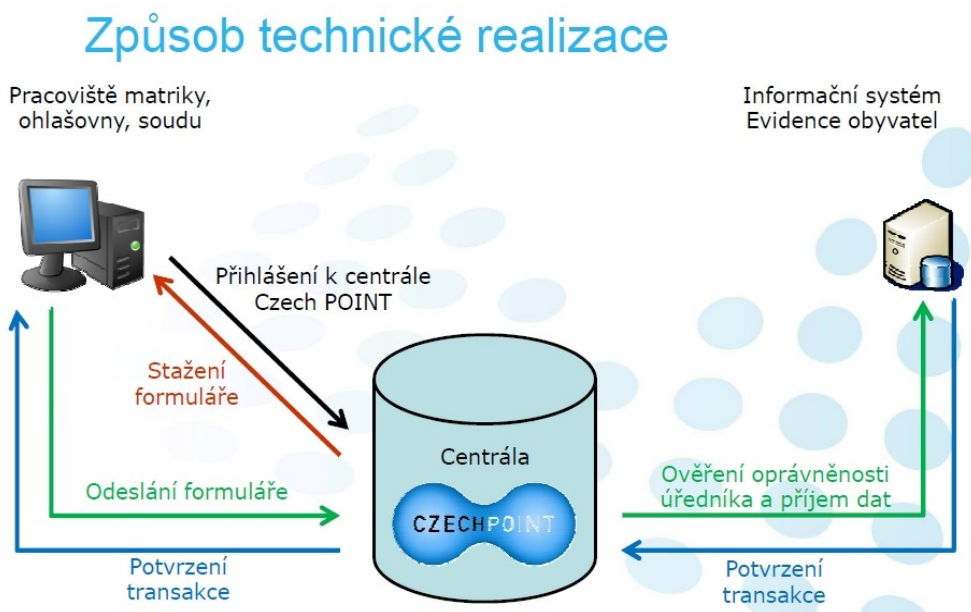 Způsob technické realizace
Pracoviště matriky,
ohlašovny, soudu
Informační systém
Evidence obyvatel
Přihlášení k centrále
Czech POINT
Stažení
formuláře
Centrála
CZECHPOINT
Odeslání formuláře
Ověření oprávněnosti
úředníka a příjem dat
Potvrzení
transakce
Potvrzení
transakce